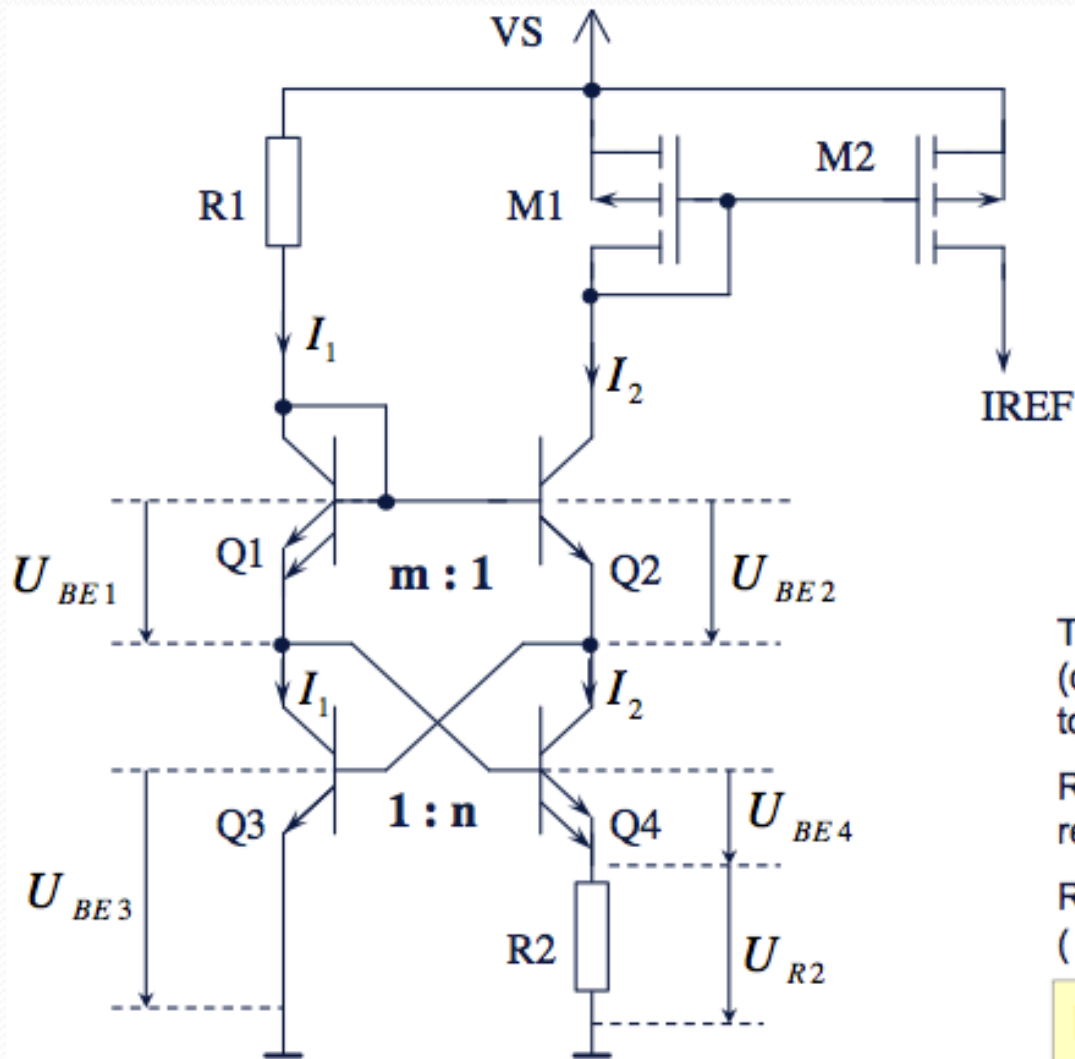 VS
R1
M1
M2
I1
I2
IREF
UBE1
Q1
m : 1
Q2
UBE2
I1
I2
UBE3
Q3
1 : n
Q4
UBE4
R2
UR2